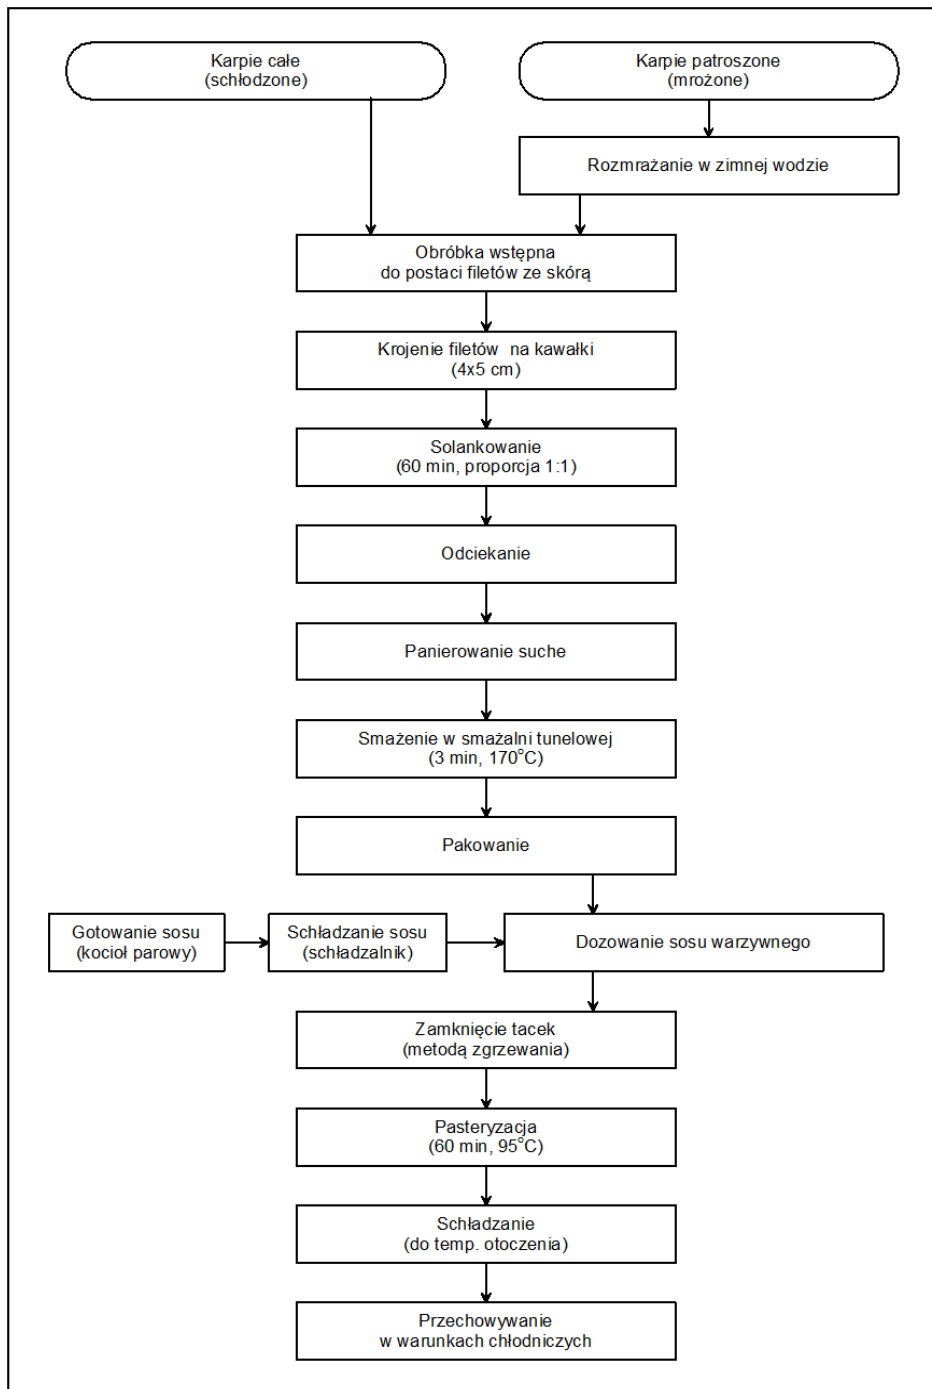 Karpie całe
(schłodzone)
Karpie patroszone
(mrożone)
Rozmrażanie w zimnej wodzie
Obróbka wstępna
do postaci filetów ze skórą
Krojenie filetów na kawałki
(4x5 cm)
Solankowanie
(60 min, proporcja 1:1)
Odciekanie
Panierowanie suche
Smażenie w smażalni tunelowej
(3 min, 170°C)
Pakowanie
Gotowanie sosu
(kocioł parowy)
Schładzanie sosu
(schładzalnik)
Dozowanie sosu warzywnego
Zamknięcie tacek
(metodą zgrzewania)
Pasteryzacja
(60 min, 95°C)
Schładzanie
(do temp. otoczenia)
Przechowywanie
w warunkach chłodniczych